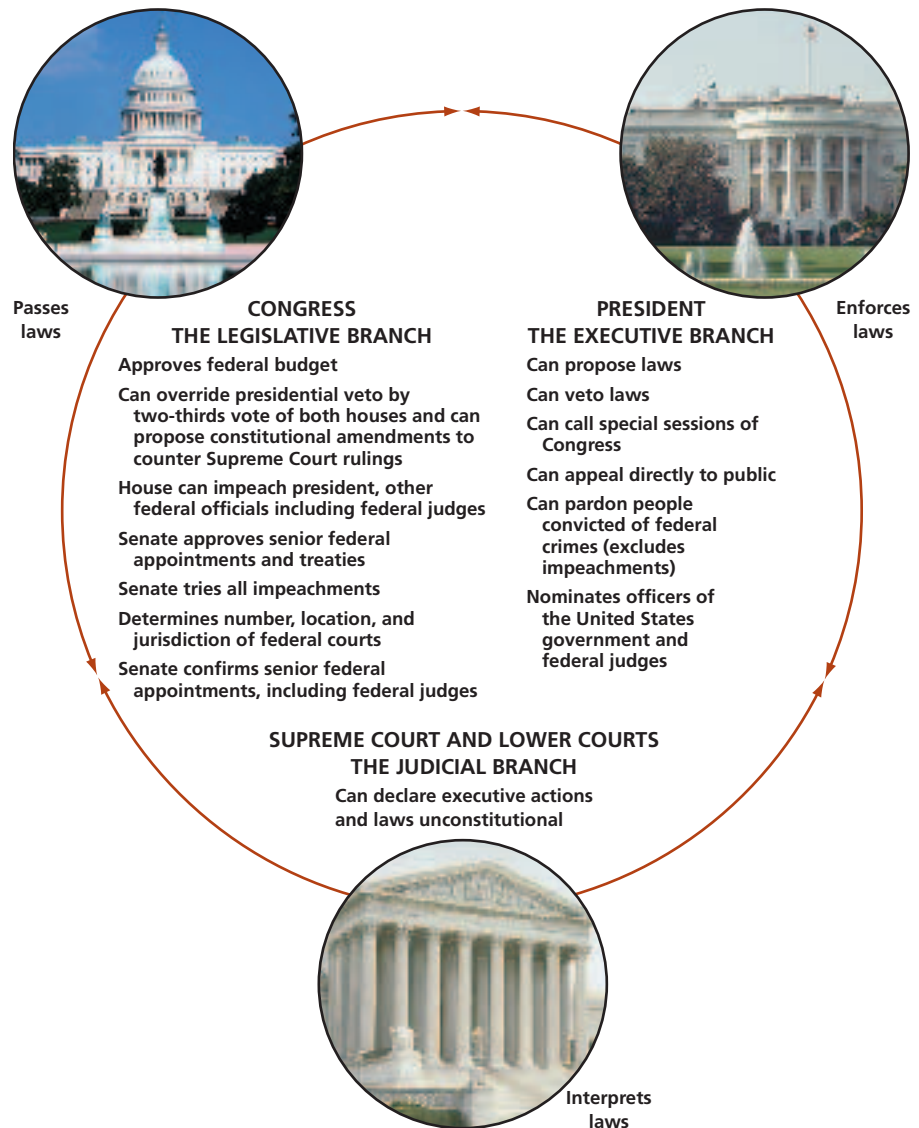 Passes
laws
CONGRESS
THE LEGISLATIVE BRANCH
Approves federal budget
Can override presidential veto by
two-thirds vote of both houses and can
propose constitutional amendments to
counter Supreme Court rulings
House can impeach president, other
federal officials including federal judges
Senate approves senior federal
appointments and treaties
Senate tries all impeachments
Determines number, location, and
jurisdiction of federal courts
Senate confirms senior federal
appointments, including federal judges
PRESIDENT
THE EXECUTIVE BRANCH
Enforces
laws
Can propose laws
Can veto laws
Can call special sessions of
Congress
Can appeal directly to public
Can pardon people
convicted of federal
crimes (excludes
impeachments)
Nominates officers of
the United States
government and
federal judges
SUPREME COURT AND LOWER COURTS
THE JUDICIAL BRANCH
Can declare executive actions
and laws unconstitutional
Interprets
laws